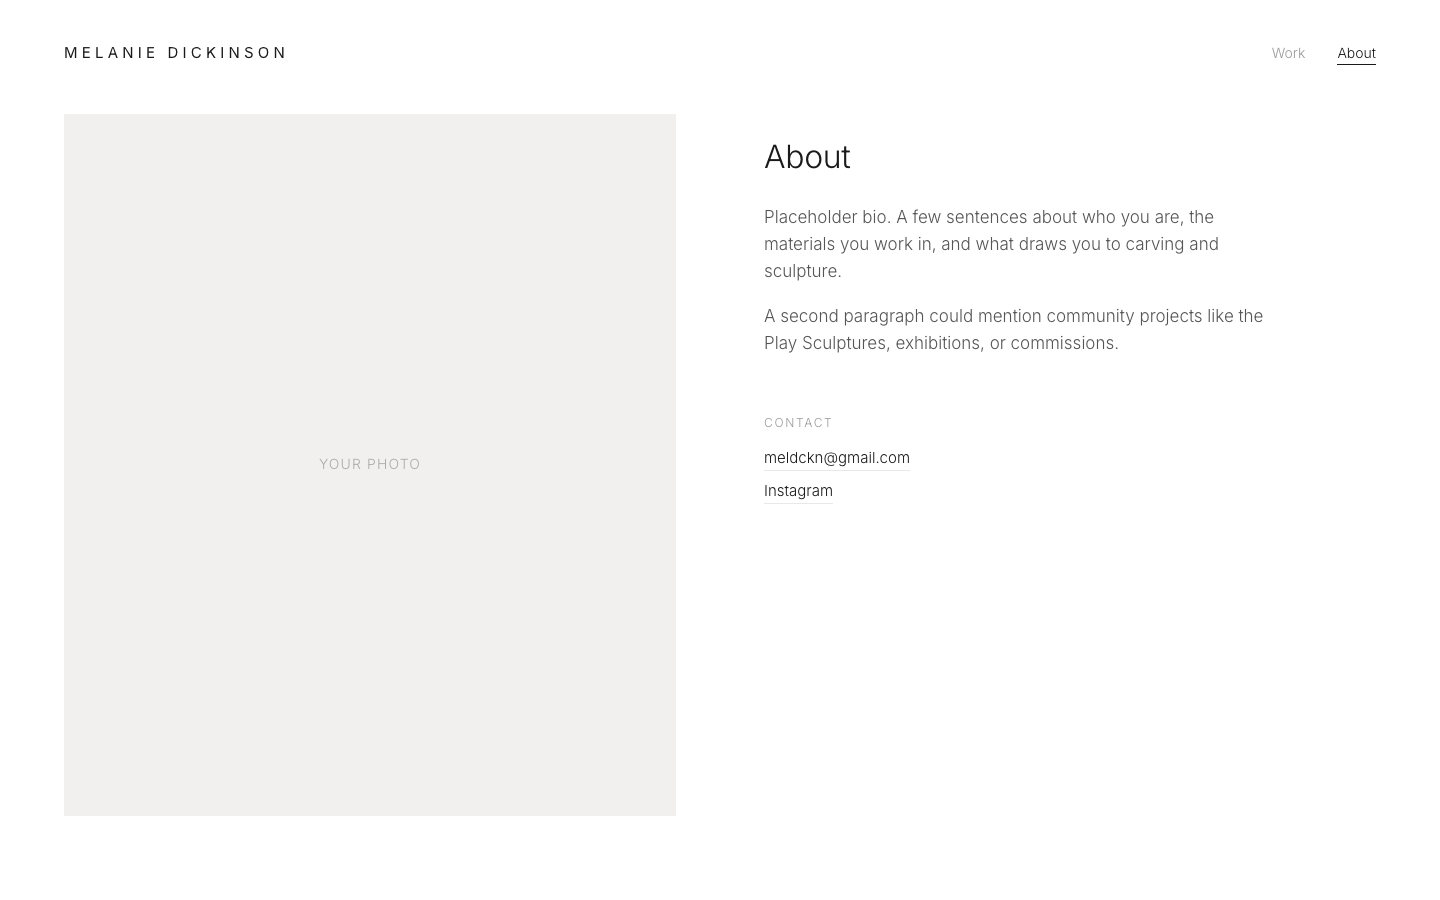 MELANIE DICKINSON
Work
About
YOUR PHOTO
About
Placeholder bio. A few sentences about who you are, the
materials you work in, and what draws you to carving and
sculpture.
A second paragraph could mention community projects like the
Play Sculptures, exhibitions, or commissions.
CONTACT
meldckn@gmail.com
Instagram